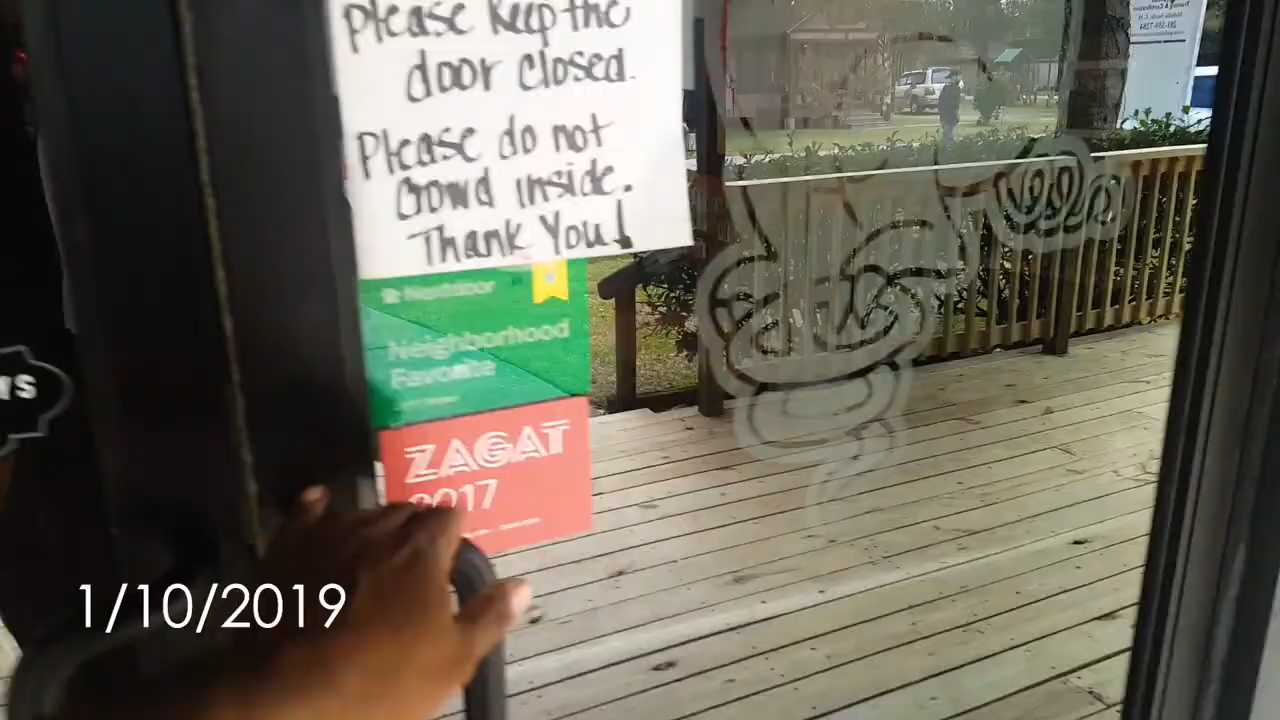 Please keep the
door closed.
Please do not
crowd inside.
Thank You!
Nextdoor
Neighborhood
Favorite
ZAGAT
2017
1/10/2019